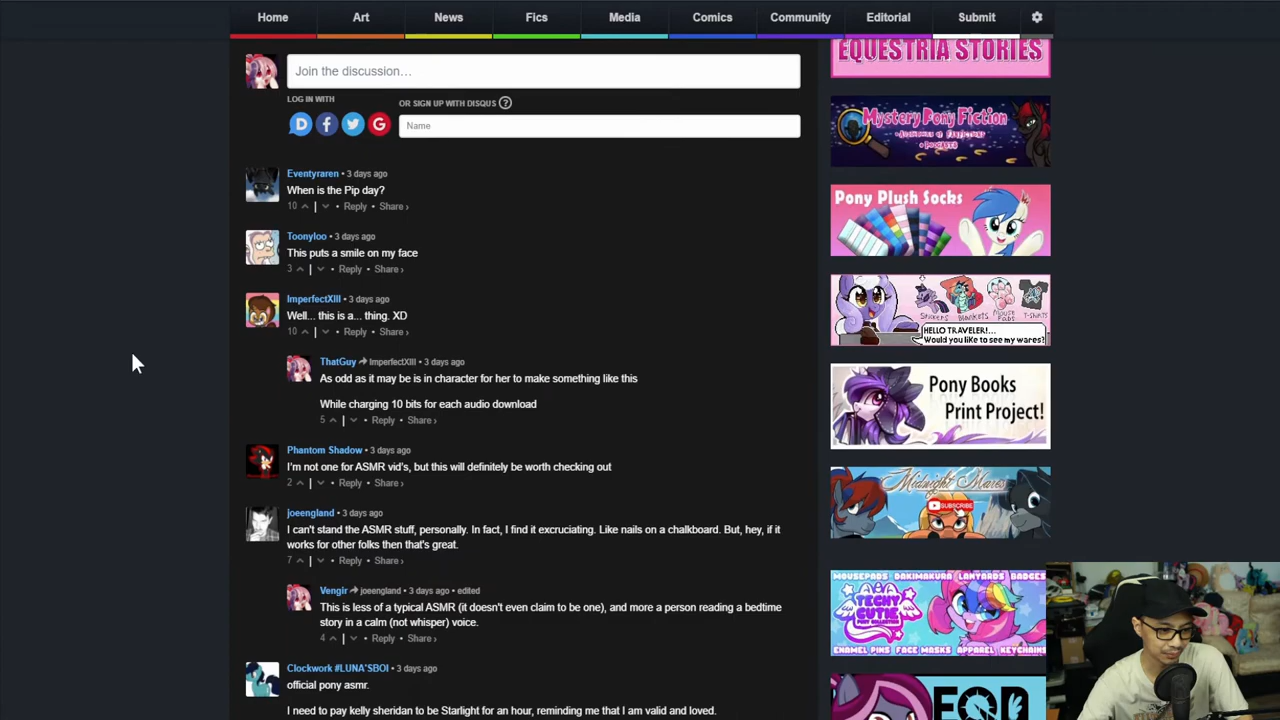 Home Art News Fics Media Comics Community Editorial Submit
EQUESTRIA STORIES
Join the discussion…
LOG IN WITH
OR SIGN UP WITH DISQUS ?
Name
Eventyraren • 3 days ago
When is the Pip day?
10 | • Reply • Share ›
Toonyloo • 3 days ago
This puts a smile on my face
3 | • Reply • Share ›
ImperfectXIII • 3 days ago
Well... this is a... thing. XD
10 | • Reply • Share ›
ThatGuy ImperfectXIII • 3 days ago
As odd as it may be is in character for her to make something like this
While charging 10 bits for each audio download
5 | • Reply • Share ›
Phantom Shadow • 3 days ago
I'm not one for ASMR vid's, but this will definitely be worth checking out
2 | • Reply • Share ›
joeengland • 3 days ago
I can't stand the ASMR stuff, personally. In fact, I find it excruciating. Like nails on a chalkboard. But, hey, if it
works for other folks then that's great.
7 | • Reply • Share ›
Vengir joeengland • 3 days ago • edited
This is less of a typical ASMR (it doesn't even claim to be one), and more a person reading a bedtime
story in a calm (not whisper) voice.
4 | • Reply • Share ›
Clockwork #LUNA'SBOI • 3 days ago
official pony asmr.
I need to pay kelly sheridan to be Starlight for an hour, reminding me that I am valid and loved.
Mystery Pony Fiction
Pony Plush Socks
Stickers Blankets Mouse Pads T-Shirts
HELLO TRAVELER!...
Would you like to see my wares?
Pony Books
Print Project!
Midnight Mares
SUBSCRIBE
MOUSEPADS DAKIMAKURA LANYARDS BADGES
TECHY CUTIE
PONY COLLECTION
ENAMEL PINS FACE MASKS APPAREL KEYCHAINS
EQD